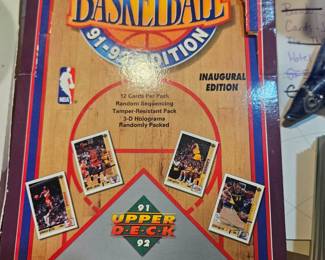 BASKETBALL
91-92 EDITION
NBA
INAUGURAL
EDITION
12 Cards Per Pack
Random Sequencing
Tamper-Resistant Pack
3-D Holograms
Randomly Packed
91
UPPER
DECK
92